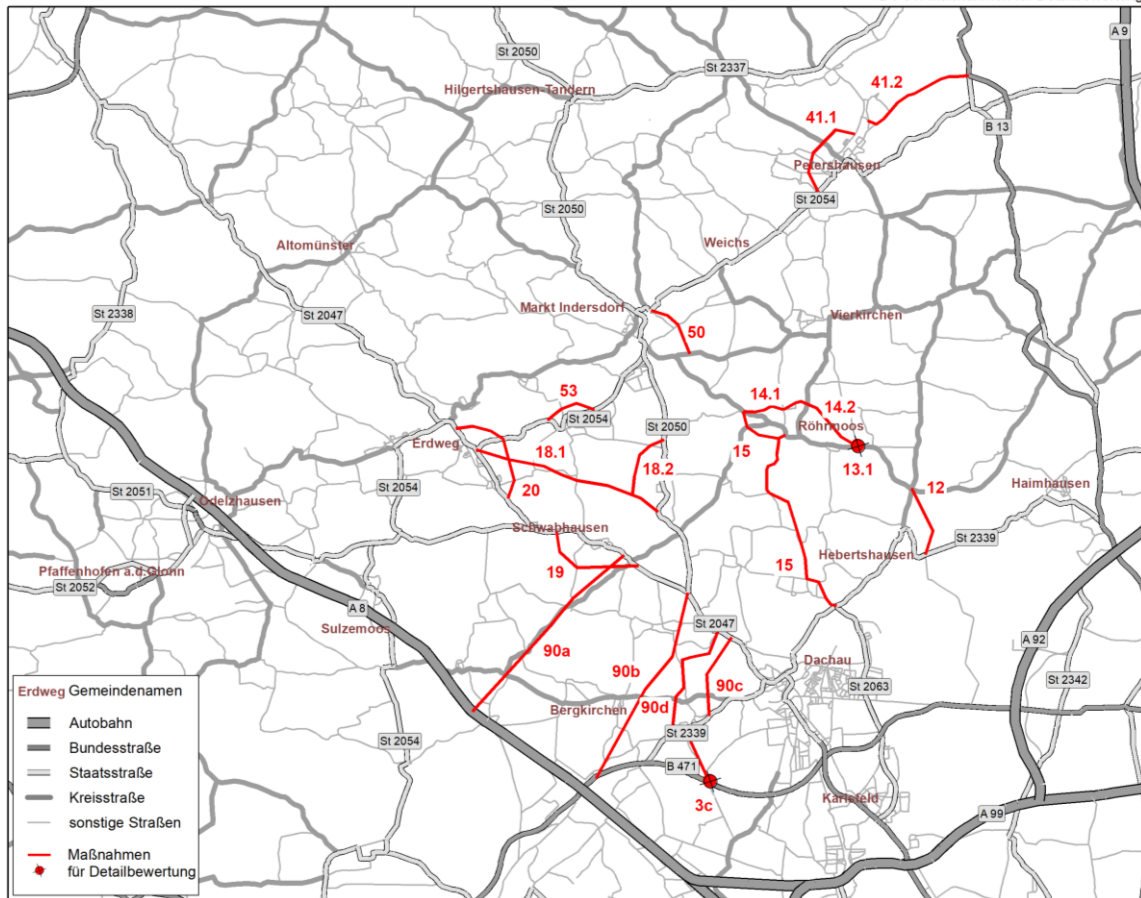 A 9
St 2050
St 2337
Hilgertshausen-Tandern
41.2
41.1
B 13
Petershausen
St 2054
St 2050
Weichs
Altomünster
Markt Indersdorf
St 2338
St 2047
50
Vierkirchen
53
St 2054
14.1
14.2
Röhrmoos
St 2050
Erdweg
18.1
15
18.2
13.1
St 2054
20
12
Haimhausen
St 2051
Odelzhausen
Schwabhausen
St 2339
Hebertshausen
Pfaffenhofen a.d.Glonn
19
15
St 2052
A 8
Sulzemoos
St 2047
A 92
90a
90b
Dachau
St 2342
90c
St 2063
Bergkirchen
90d
St 2054
St 2339
B 471
Karlsfeld
3c
A 99
Erdweg Gemeindenamen
Autobahn
Bundesstraße
Staatsstraße
Kreisstraße
sonstige Straßen
Maßnahmen
für Detailbewertung